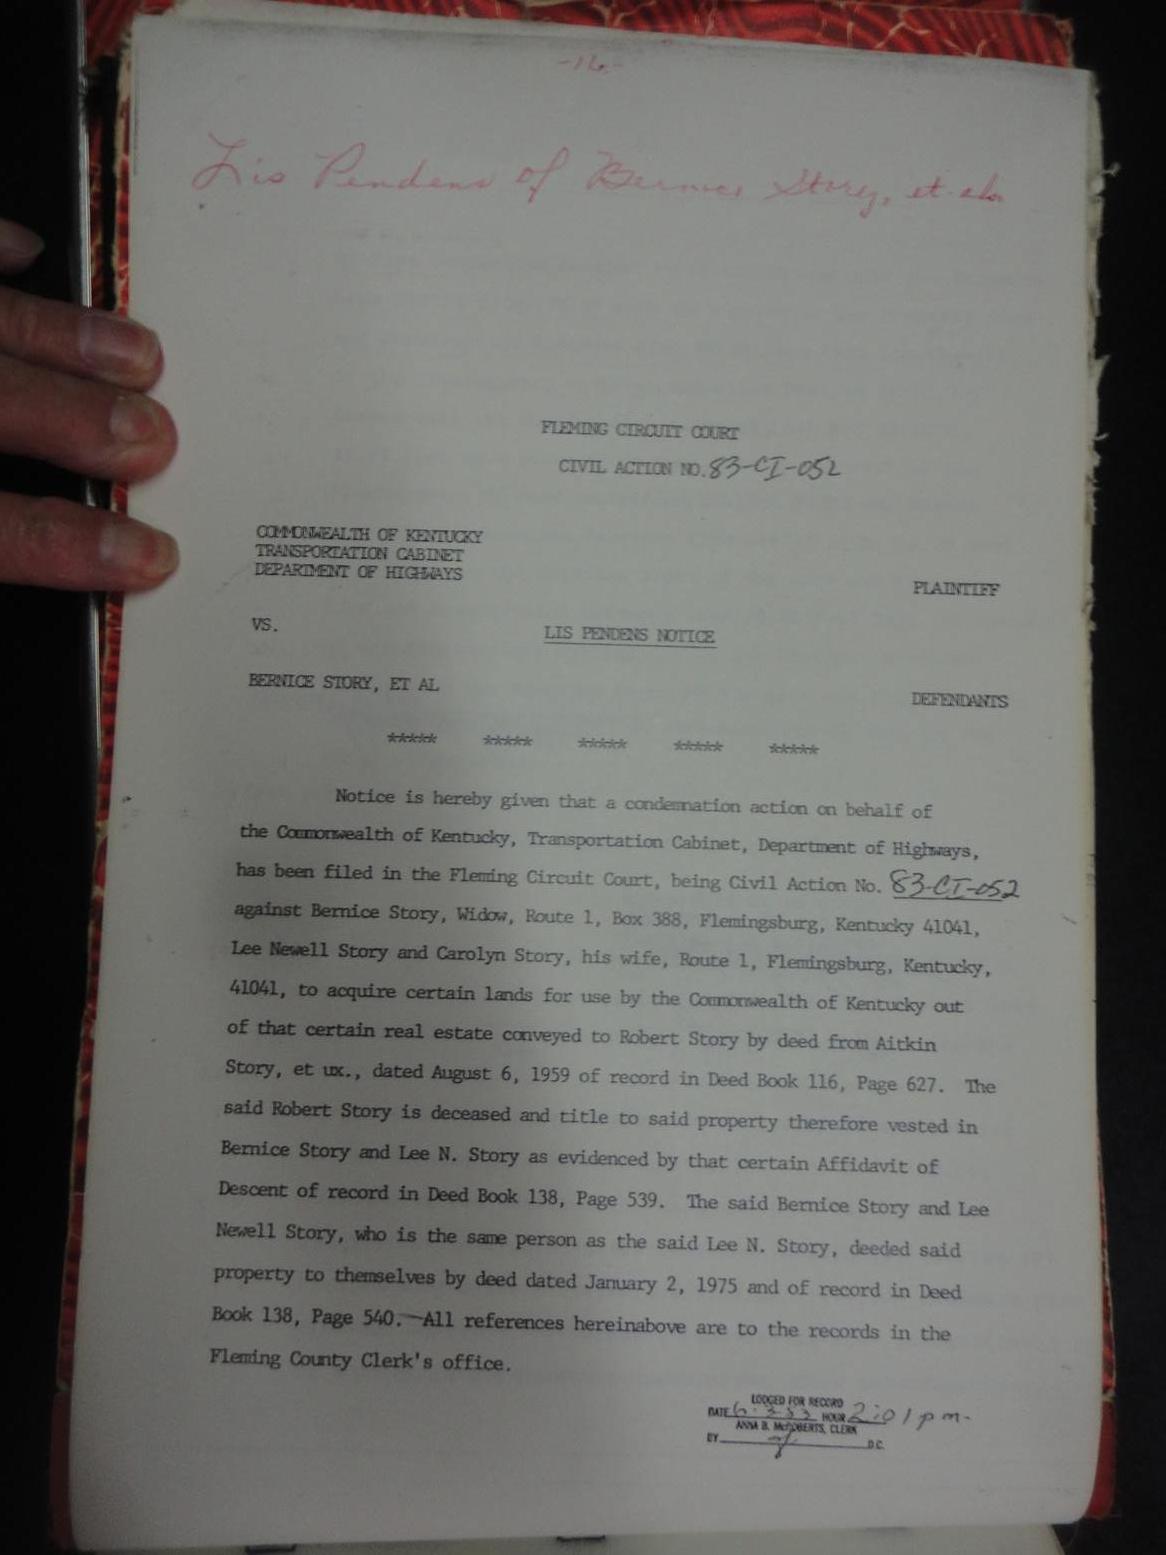 -16-
Lis Pendens of Bernice Story, et als
FLEMING CIRCUIT COURT
CIVIL ACTION NO. 83-CI-052
COMMONWEALTH OF KENTUCKY
TRANSPORTATION CABINET
DEPARTMENT OF HIGHWAYS
PLAINTIFF
VS.
LIS PENDENS NOTICE
BERNICE STORY, ET AL
DEFENDANTS
***** ***** ***** ***** *****
Notice is hereby given that a condemnation action on behalf of
the Commonwealth of Kentucky, Transportation Cabinet, Department of Highways,
has been filed in the Fleming Circuit Court, being Civil Action No. 83-CI-052
against Bernice Story, Widow, Route 1, Box 388, Flemingsburg, Kentucky 41041,
Lee Newell Story and Carolyn Story, his wife, Route 1, Flemingsburg, Kentucky,
41041, to acquire certain lands for use by the Commonwealth of Kentucky out
of that certain real estate conveyed to Robert Story by deed from Aitkin
Story, et ux., dated August 6, 1959 of record in Deed Book 116, Page 627. The
said Robert Story is deceased and title to said property therefore vested in
Bernice Story and Lee N. Story as evidenced by that certain Affidavit of
Descent of record in Deed Book 138, Page 539. The said Bernice Story and Lee
Newell Story, who is the same person as the said Lee N. Story, deeded said
property to themselves by deed dated January 2, 1975 and of record in Deed
Book 138, Page 540. All references hereinabove are to the records in the
Fleming County Clerk's office.
LODGED FOR RECORD
DATE 6-3-83 HOUR 2:01 pm.
ANNA B. McROBERTS, CLERK
BY D.C.